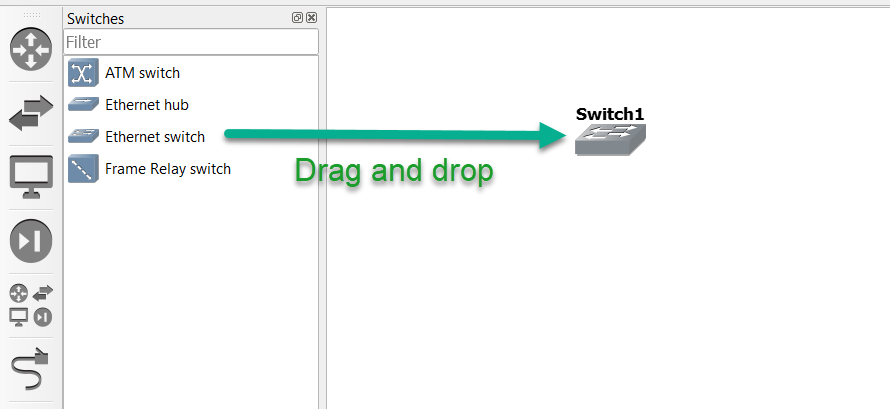 Switches
Filter
ATM switch
Ethernet hub
Ethernet switch
Frame Relay switch
Drag and drop
Switch1